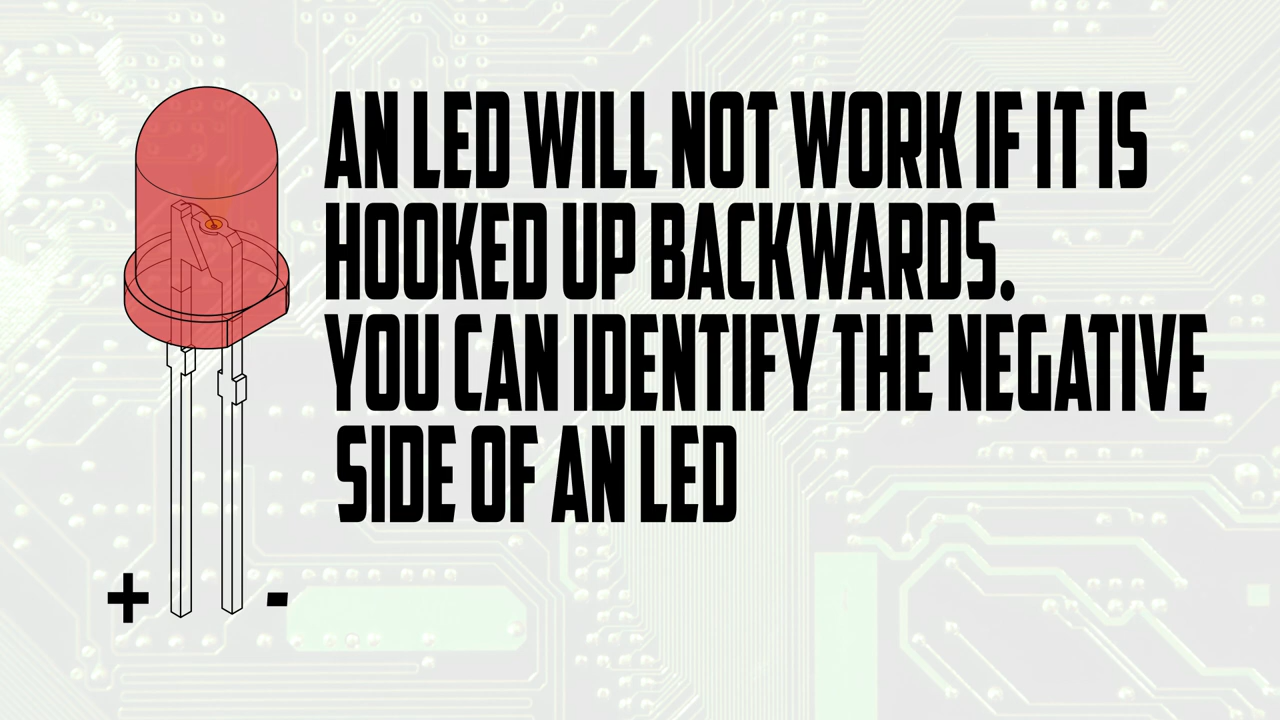 AN LED WILL NOT WORK IF IT IS
HOOKED UP BACKWARDS.
YOU CAN IDENTIFY THE NEGATIVE
SIDE OF AN LED
+ -